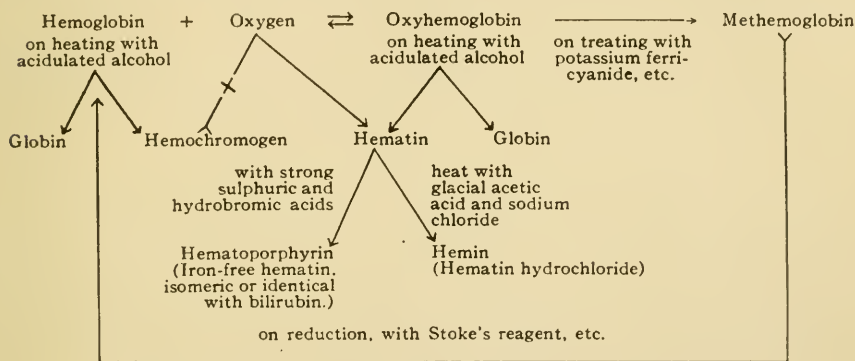 Hemoglobin + Oxygen ⇄ Oxyhemoglobin Methemoglobin
on heating with
acidulated alcohol
on heating with
acidulated alcohol
on treating with
potassium ferri-
cyanide, etc.
Globin Hemochromogen Hematin Globin
with strong
sulphuric and
hydrobromic acids
heat with
glacial acetic
acid and sodium
chloride
Hematoporphyrin
(Iron-free hematin,
isomeric or identical
with bilirubin.)
Hemin
(Hematin hydrochloride)
on reduction, with Stoke's reagent, etc.